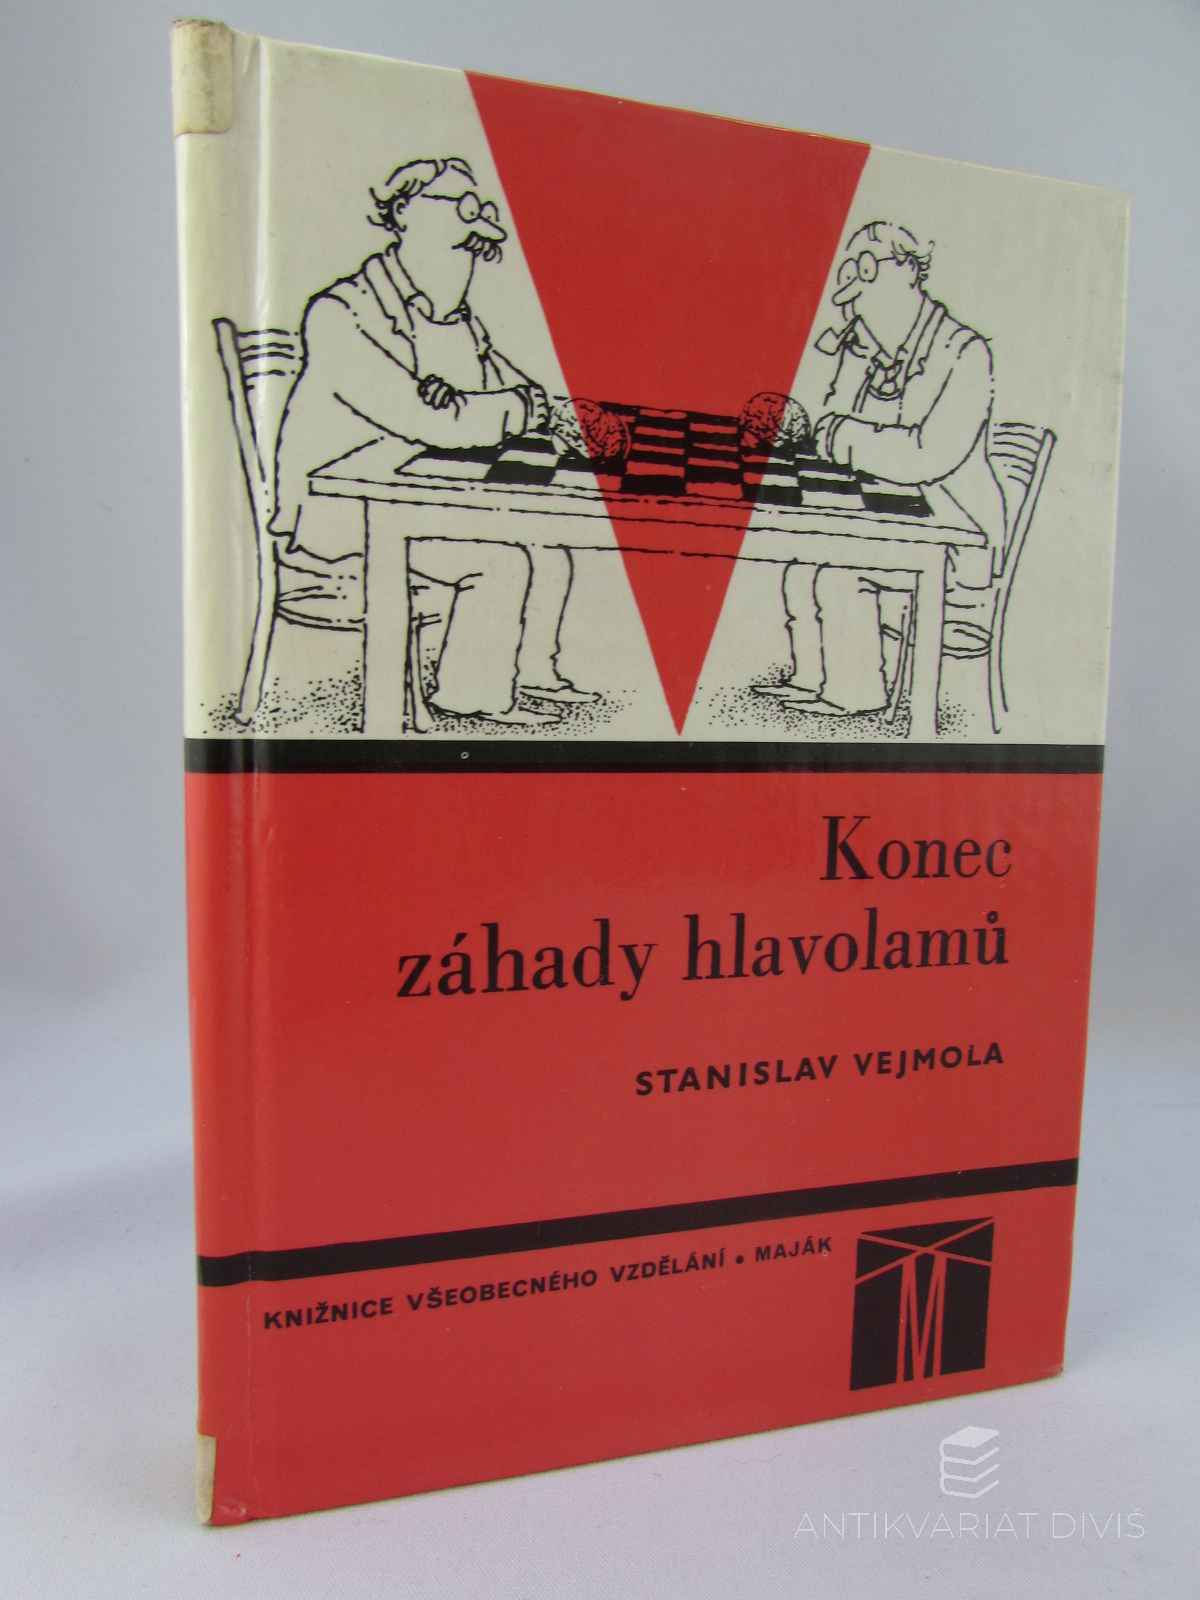 Konec
záhady hlavolamů
STANISLAV VEJMOLA
KNIŽNICE VŠEOBECNÉHO VZDĚLÁNÍ • MAJÁK
M
ANTIKVARIAT DIVIŠ